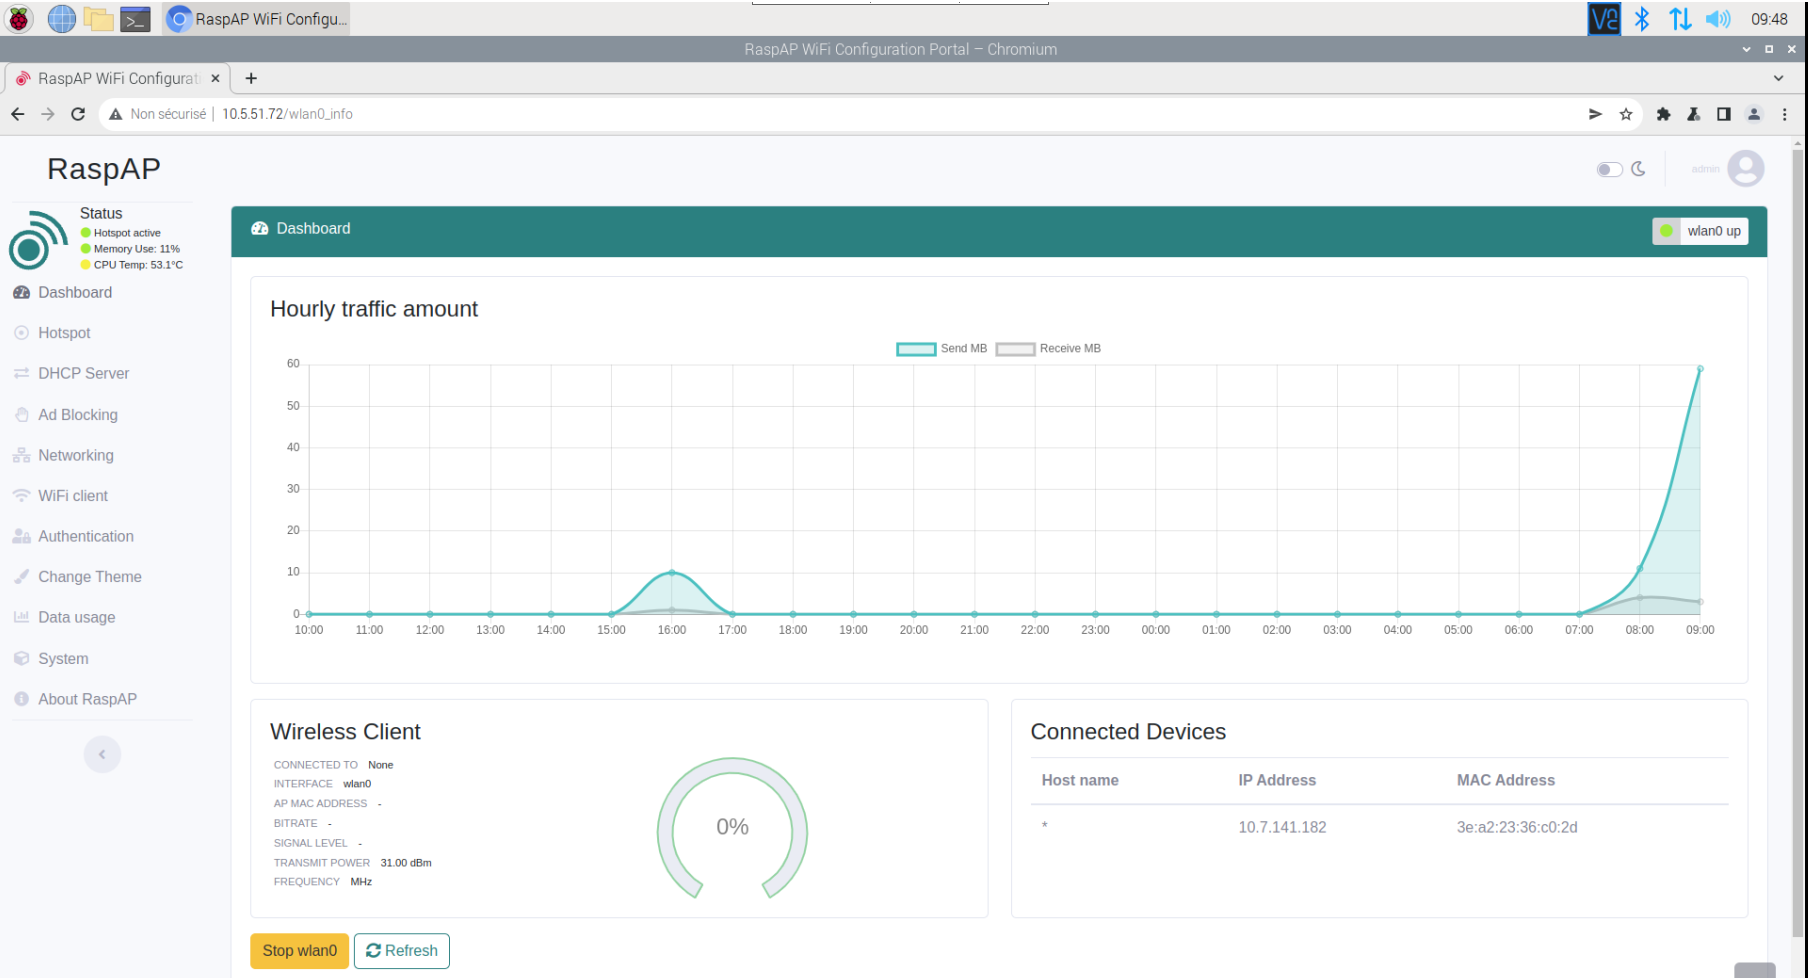 RaspAP WiFi Configu...
09:48
RaspAP WiFi Configuration Portal – Chromium
RaspAP WiFi Configurati
Non sécurisé | 10.5.51.72/wlan0_info
RaspAP
admin
Status
Hotspot active
Memory Use: 11%
CPU Temp: 53.1°C
Dashboard
Hotspot
DHCP Server
Ad Blocking
Networking
WiFi client
Authentication
Change Theme
Data usage
System
About RaspAP
Dashboard
wlan0 up
Hourly traffic amount
Send MB Receive MB
60
50
40
30
20
10
0
10:00 11:00 12:00 13:00 14:00 15:00 16:00 17:00 18:00 19:00 20:00 21:00 22:00 23:00 00:00 01:00 02:00 03:00 04:00 05:00 06:00 07:00 08:00 09:00
Wireless Client
CONNECTED TO None
INTERFACE wlan0
AP MAC ADDRESS -
BITRATE -
SIGNAL LEVEL -
TRANSMIT POWER 31.00 dBm
FREQUENCY MHz
0%
Connected Devices
Host name IP Address MAC Address
* 10.7.141.182 3e:a2:23:36:c0:2d
Stop wlan0 Refresh